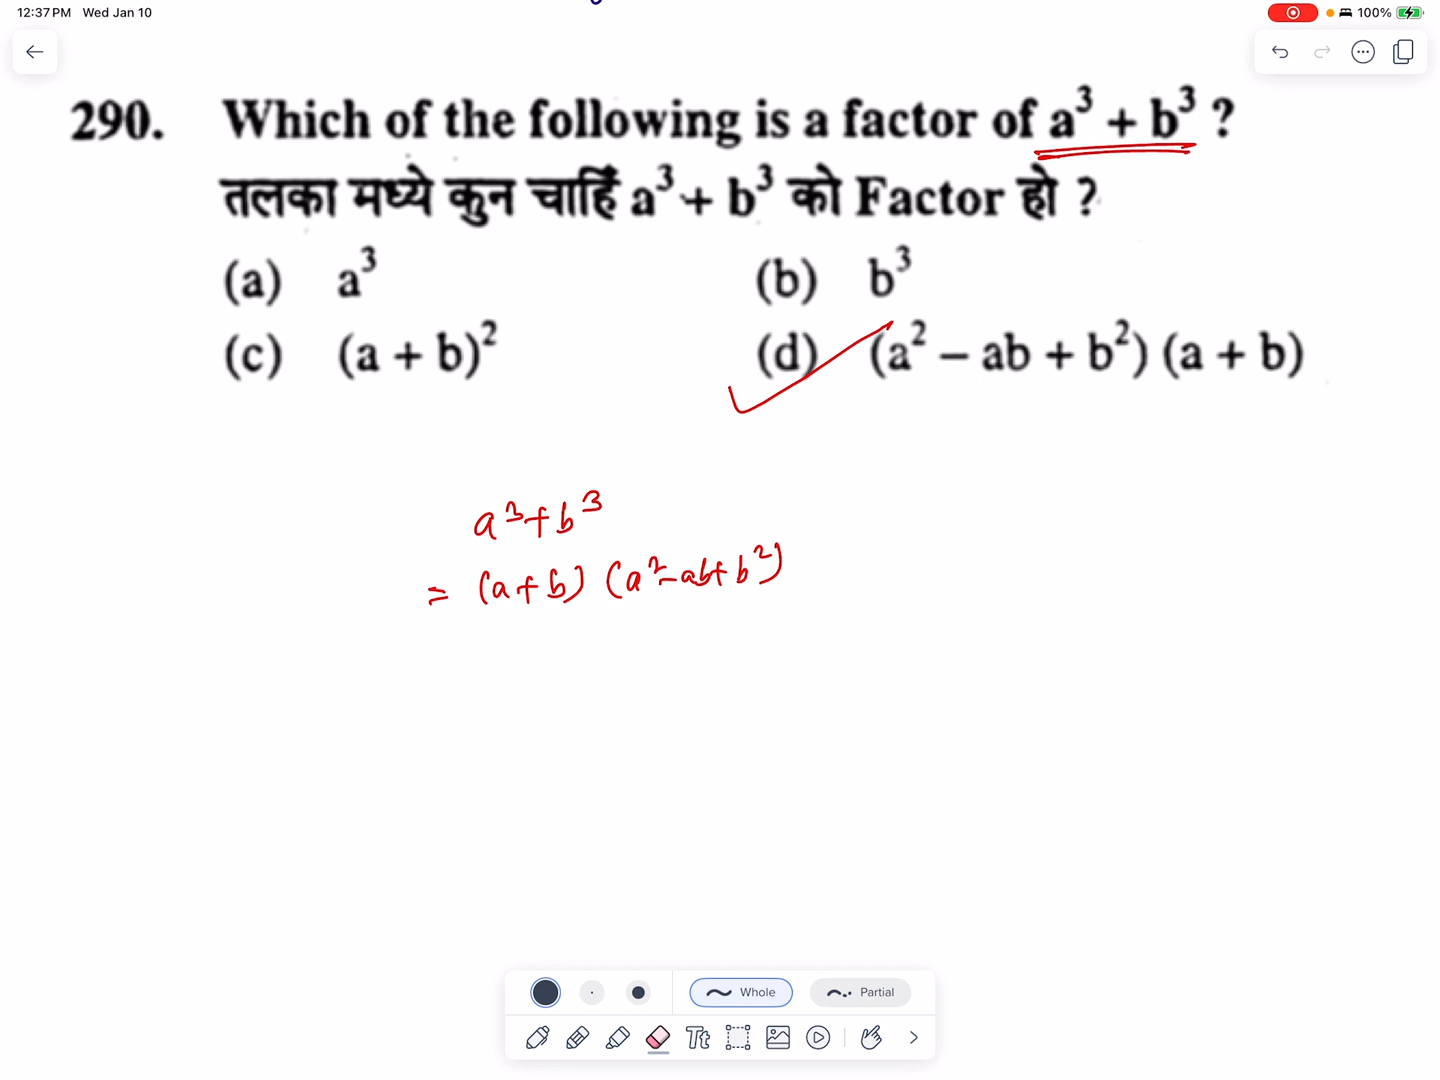 12:37 PM Wed Jan 10
100%
290. Which of the following is a factor of a³ + b³ ?
तलका मध्ये कुन चाहिँ a³ + b³ को Factor हो ?
(a) a³ (b) b³
(c) (a + b)² (d) (a² – ab + b²) (a + b)
a³+b³
= (a+b) (a²-ab+b²)
Whole Partial
Tt